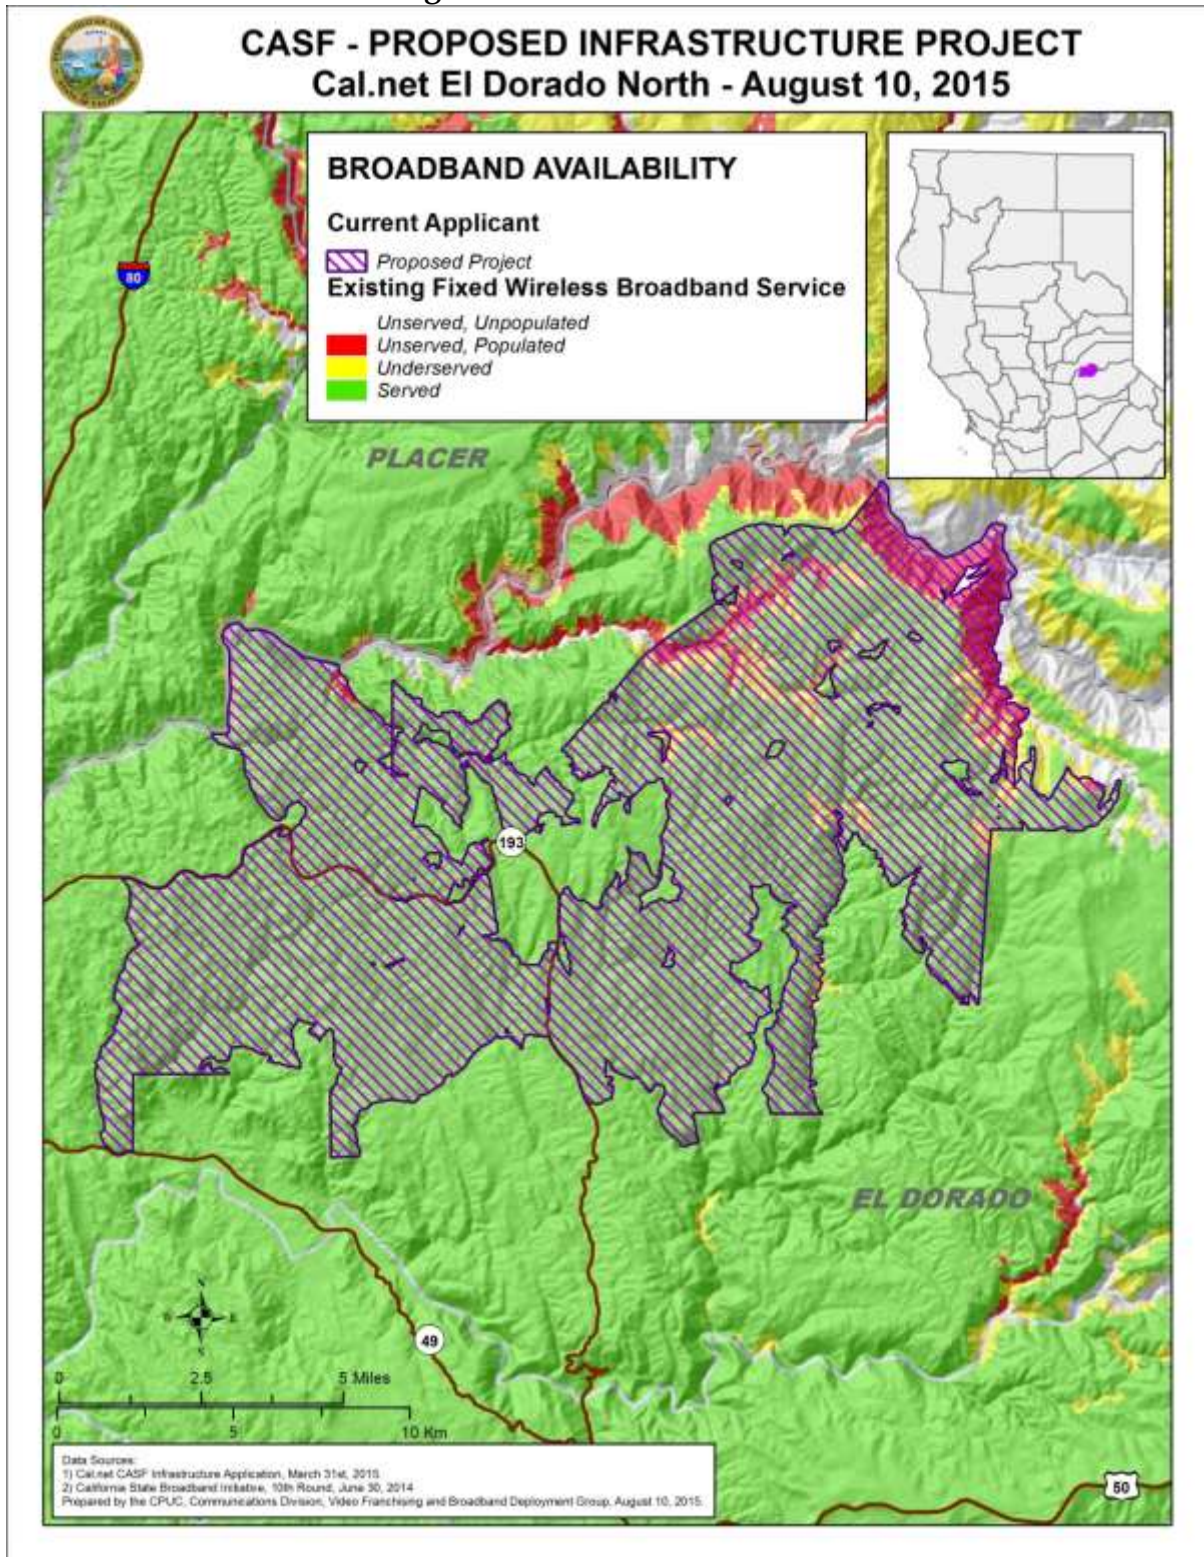 CASF - PROPOSED INFRASTRUCTURE PROJECT
Cal.net El Dorado North - August 10, 2015
BROADBAND AVAILABILITY
Current Applicant
Proposed Project
Existing Fixed Wireless Broadband Service
Unserved, Unpopulated
Unserved, Populated
Underserved
Served
80
PLACER
193
EL DORADO
N
E
S
49
0 2.5 5 Miles
0 5 10 Km
50
Data Sources:
1) Cal.net CASF Infrastructure Application, March 31st, 2015
2) California State Broadband Initiative, 10th Round, June 30, 2014
Prepared by the CPUC, Communications Division, Video Franchising and Broadband Deployment Group, August 10, 2015.